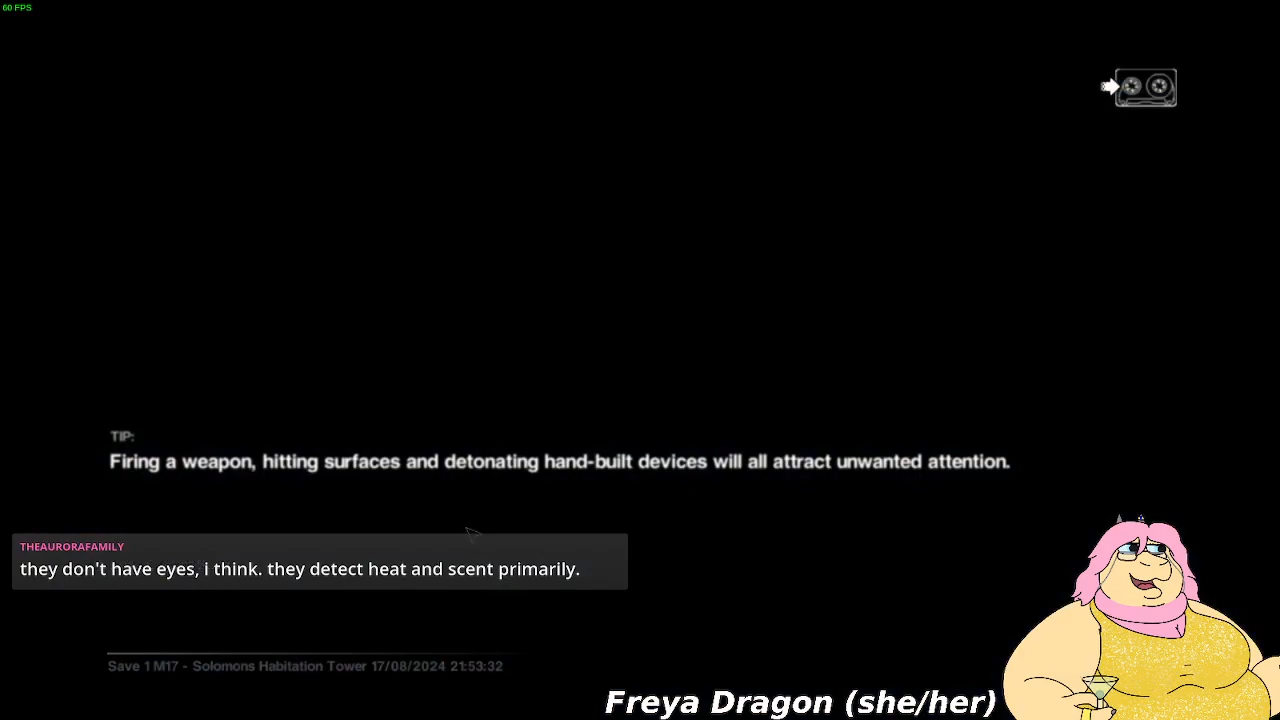 60 FPS
TIP:
Firing a weapon, hitting surfaces and detonating hand-built devices will all attract unwanted attention.
THEAURORAFAMILY
they don't have eyes, i think. they detect heat and scent primarily.
Save 1 M17 - Solomons Habitation Tower 17/08/2024 21:53:32
Freya Dragon (she/her)